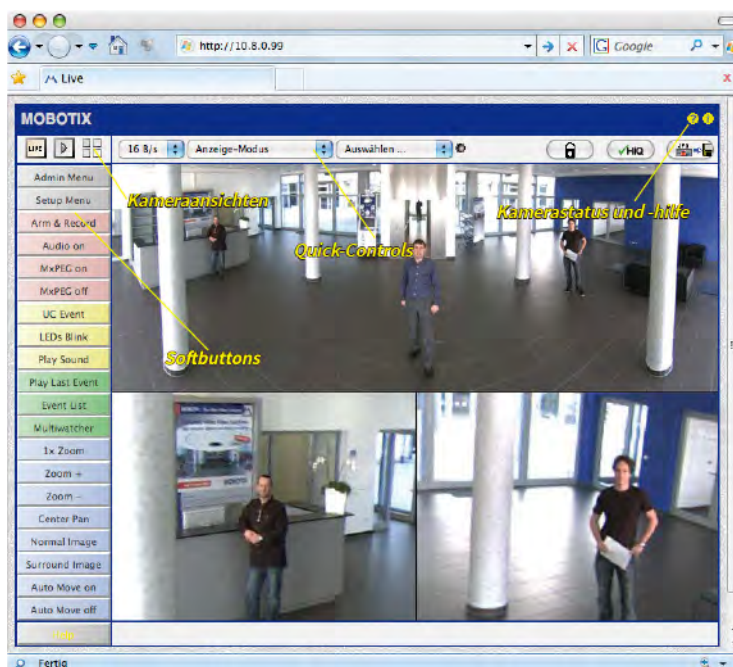 http://10.8.0.99
Google
Live
MOBOTIX
LIVE
16 B/s
Anzeige-Modus
Auswählen ...
HIQ
Admin Menu
Setup Menu
Arm & Record
Audio on
MxPEG on
MxPEG off
UC Event
LEDs Blink
Play Sound
Play Last Event
Event List
Multiwatcher
1x Zoom
Zoom +
Zoom –
Center Pan
Normal Image
Surround Image
Auto Move on
Auto Move off
Kameraansichten
Quick-Controls
Kamerastatus und -hilfe
Softbuttons
MOBOTIX
Fertig